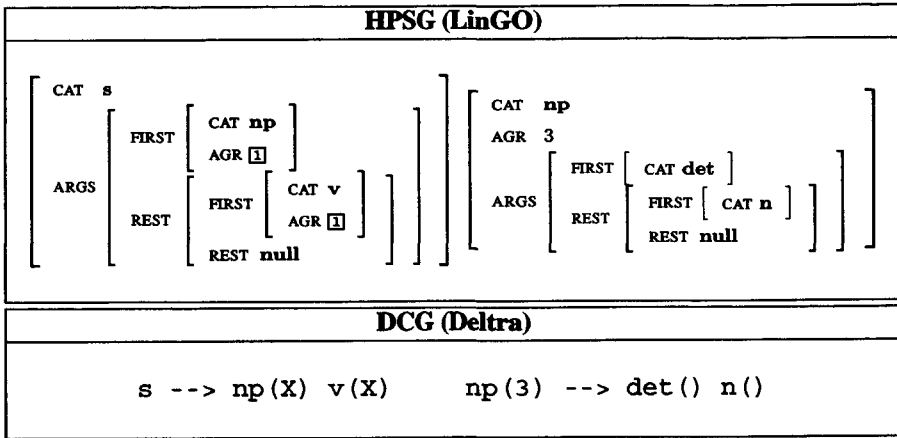 HPSG (LinGO)
CAT s
ARGS
FIRST
CAT np
AGR 1
REST
FIRST
CAT v
AGR 1
REST null
CAT np
AGR 3
ARGS
FIRST
CAT det
REST
FIRST
CAT n
REST null
DCG (Deltra)
s --> np(X) v(X) np(3) --> det() n()